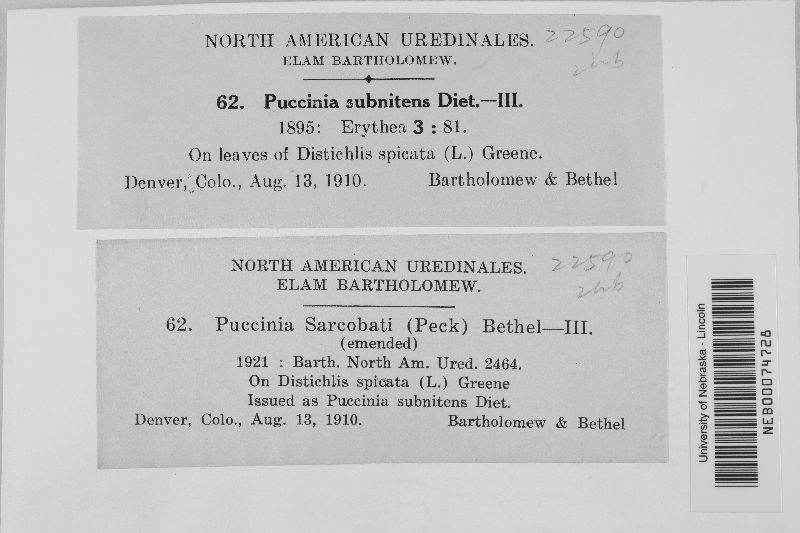 NORTH AMERICAN UREDINALES. 22590
ELAM BARTHOLOMEW.
62. Puccinia subnitens Diet.—III.
1895: Erythea 3 : 81.
On leaves of Distichlis spicata (L.) Greene.
Denver, Colo., Aug. 13, 1910. Bartholomew & Bethel
NORTH AMERICAN UREDINALES. 22590
ELAM BARTHOLOMEW.
62. Puccinia Sarcobati (Peck) Bethel—III.
(emended)
1921 : Barth. North Am. Ured. 2464.
On Distichlis spicata (L.) Greene
Issued as Puccinia subnitens Diet.
Denver, Colo., Aug. 13, 1910. Bartholomew & Bethel
University of Nebraska - Lincoln
NEB00074728